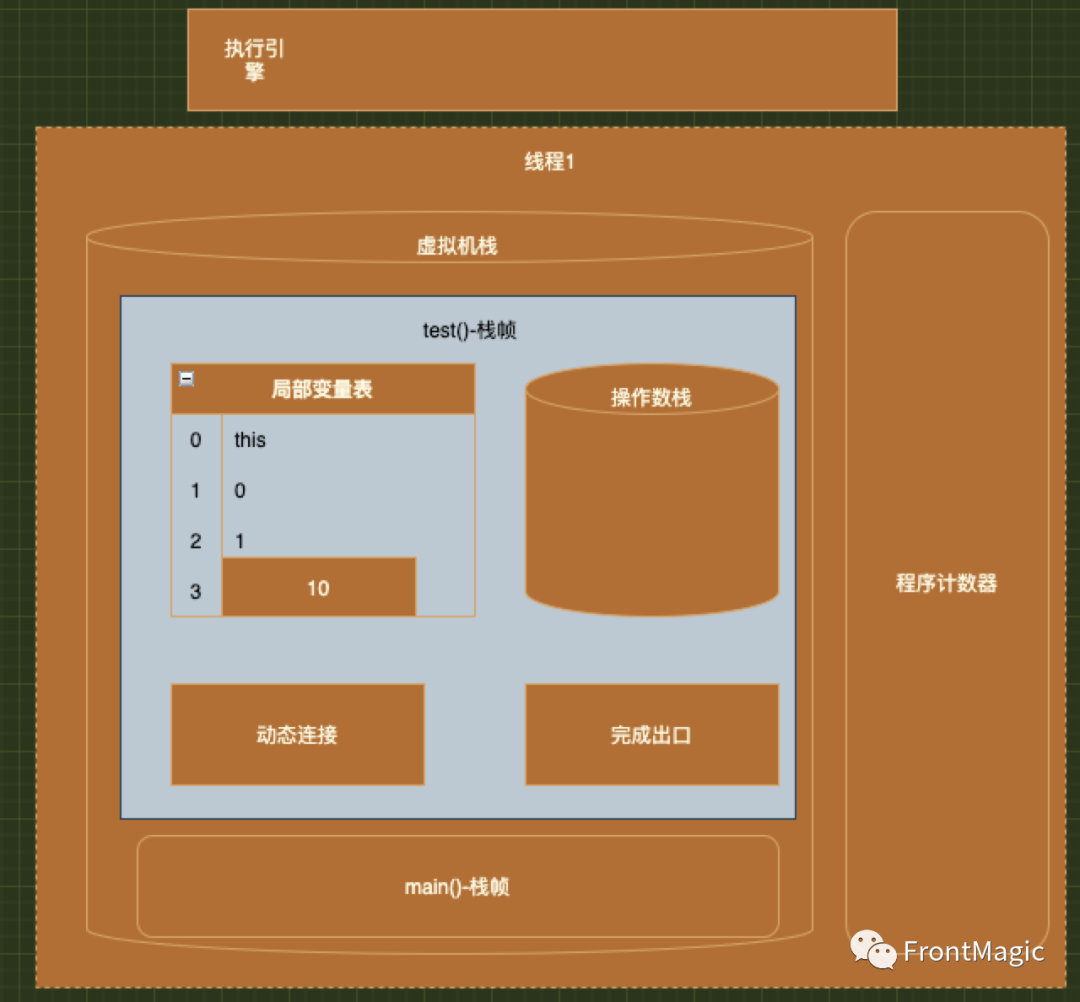 执行引
擎
线程1
虚拟机栈
test()-栈帧
局部变量表
操作数栈
0 this
1 0
2 1
3 10
程序计数器
动态连接
完成出口
main()-栈帧
FrontMagic